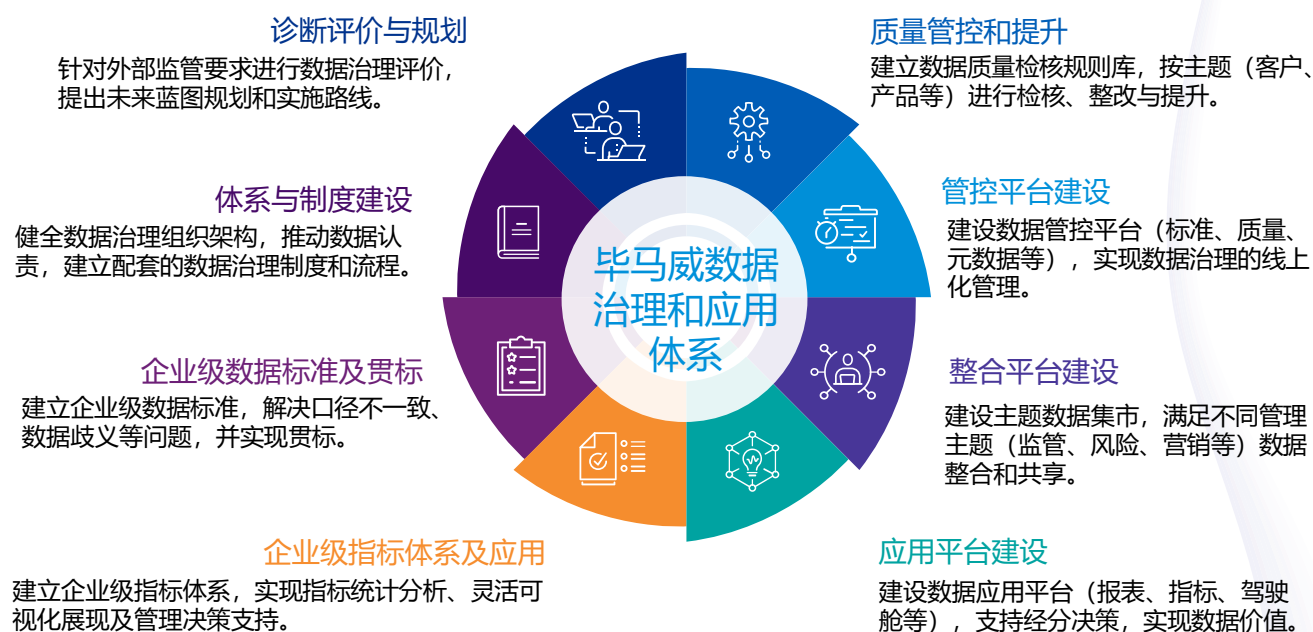 诊断评价与规划
针对外部监管要求进行数据治理评价，
提出未来蓝图规划和实施路线。
体系与制度建设
健全数据治理组织架构，推动数据认
责，建立配套的数据治理制度和流程。
企业级数据标准及贯标
建立企业级数据标准，解决口径不一致、
数据歧义等问题，并实现贯标。
企业级指标体系及应用
建立企业级指标体系，实现指标统计分析、灵活可
视化展现及管理决策支持。
毕马威数据
治理和应用
体系
质量管控和提升
建立数据质量检核规则库，按主题（客户、
产品等）进行检核、整改与提升。
管控平台建设
建设数据管控平台（标准、质量、
元数据等），实现数据治理的线上
化管理。
整合平台建设
建设主题数据集市，满足不同管理
主题（监管、风险、营销等）数据
整合和共享。
应用平台建设
建设数据应用平台（报表、指标、驾驶
舱等），支持经分决策，实现数据价值。